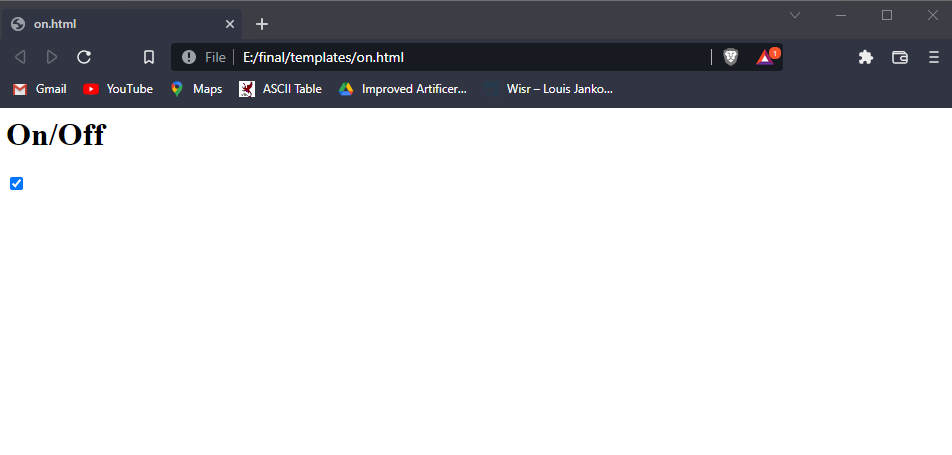 on.html
File E:/final/templates/on.html
1
Gmail YouTube Maps ASCII Table Improved Artificer... Wisr – Louis Janko...
On/Off